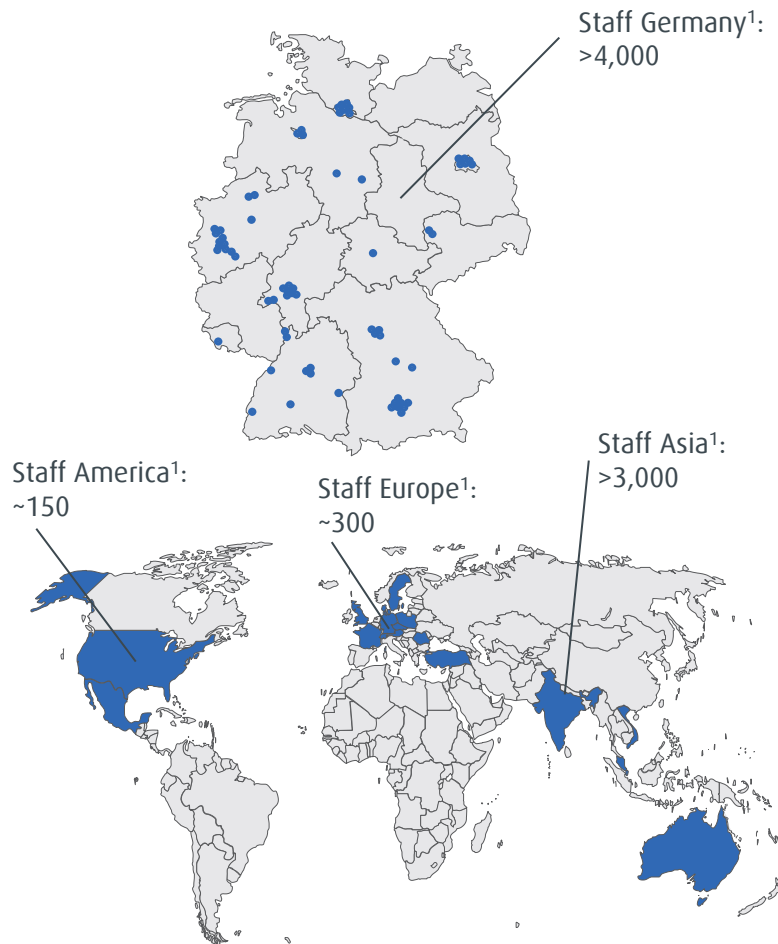 Staff Germany¹:
>4,000
Staff America¹:
~150
Staff Europe¹:
~300
Staff Asia¹:
>3,000